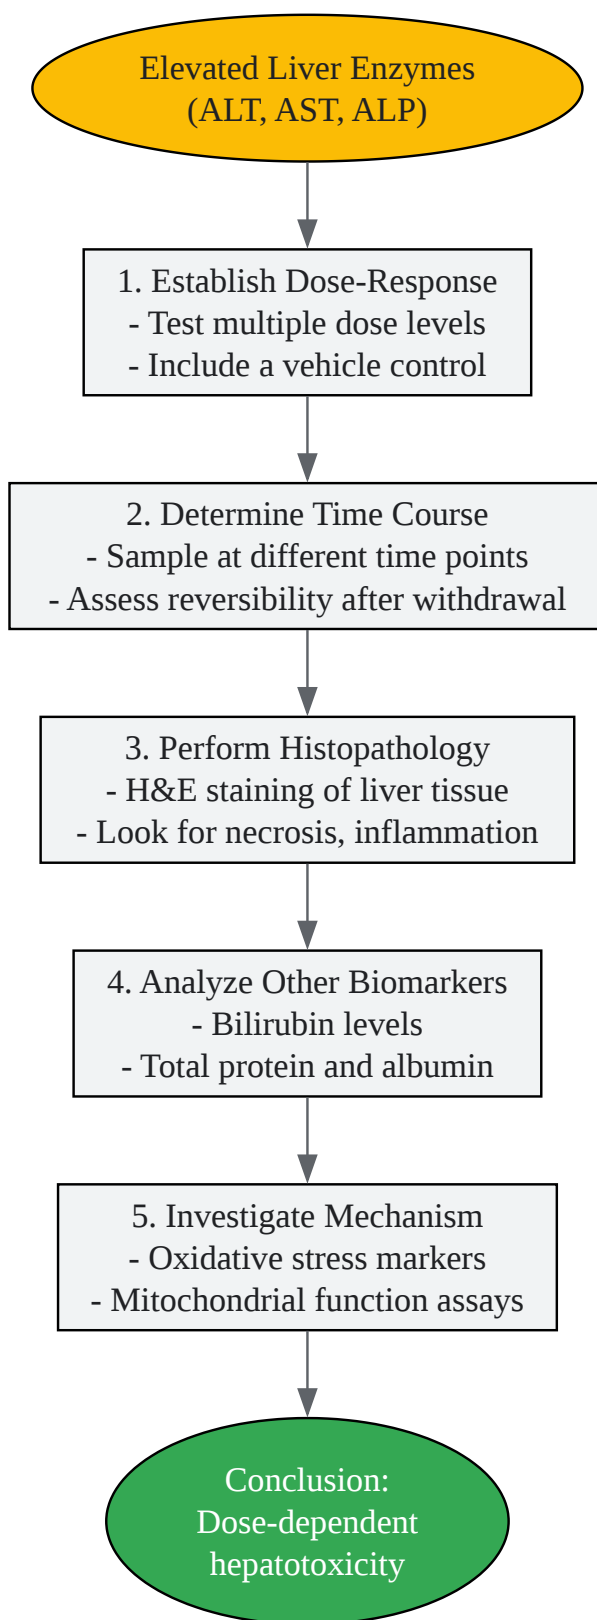 Elevated Liver Enzymes
(ALT, AST, ALP)
1. Establish Dose-Response
- Test multiple dose levels
- Include a vehicle control
2. Determine Time Course
- Sample at different time points
- Assess reversibility after withdrawal
3. Perform Histopathology
- H&E staining of liver tissue
- Look for necrosis, inflammation
4. Analyze Other Biomarkers
- Bilirubin levels
- Total protein and albumin
5. Investigate Mechanism
- Oxidative stress markers
- Mitochondrial function assays
Conclusion:
Dose-dependent
hepatotoxicity